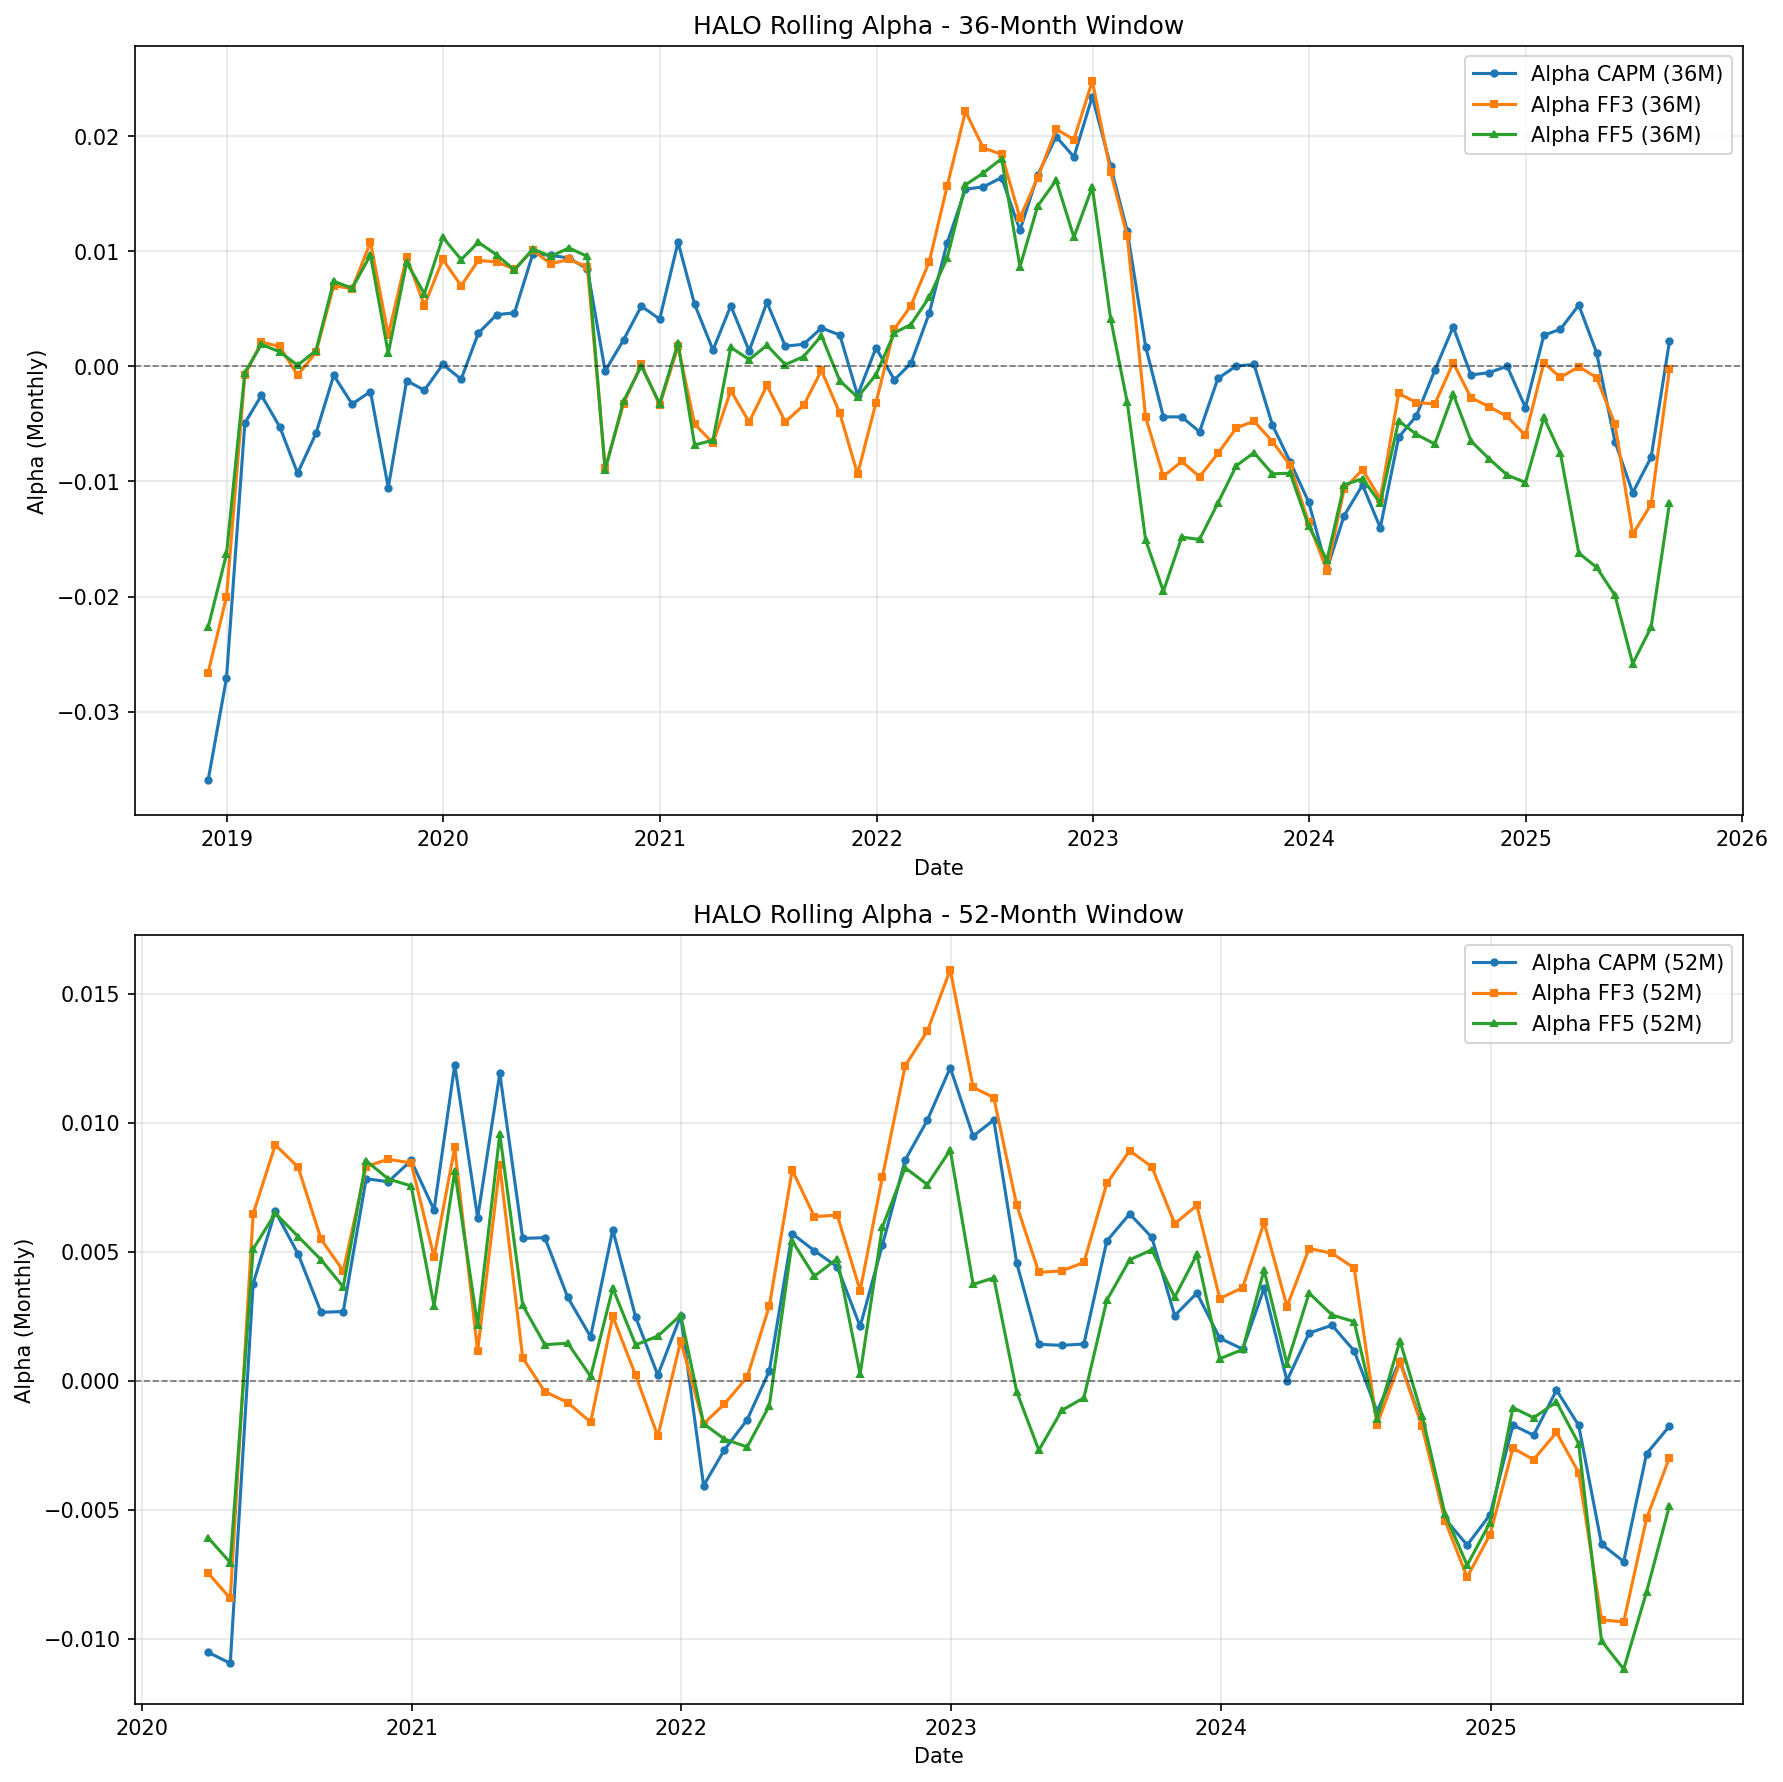 HALO Rolling Alpha - 36-Month Window
Alpha CAPM (36M)
Alpha FF3 (36M)
Alpha FF5 (36M)
Alpha (Monthly)
0.02
0.01
0.00
−0.01
−0.02
−0.03
2019 2020 2021 2022 2023 2024 2025 2026
Date
HALO Rolling Alpha - 52-Month Window
Alpha CAPM (52M)
Alpha FF3 (52M)
Alpha FF5 (52M)
Alpha (Monthly)
0.015
0.010
0.005
0.000
−0.005
−0.010
2020 2021 2022 2023 2024 2025
Date